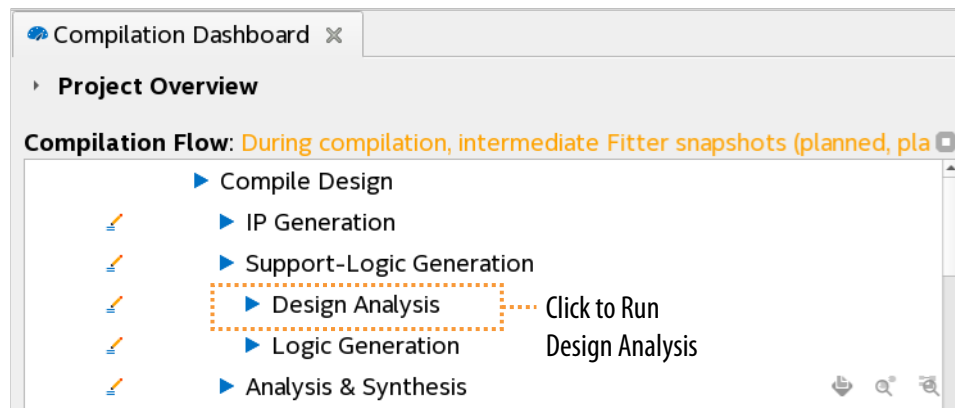 Compilation Dashboard
Project Overview
Compilation Flow: During compilation, intermediate Fitter snapshots (planned, pla
Compile Design
IP Generation
Support-Logic Generation
Design Analysis
Click to Run
Logic Generation
Design Analysis
Analysis & Synthesis